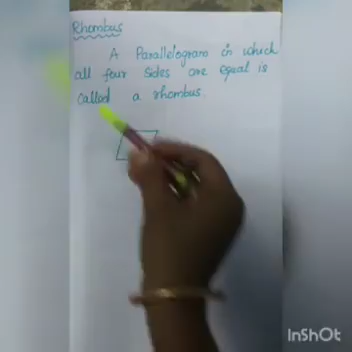 Rhombus
A Parallelogram in which
all four sides are equal is
called a rhombus.
InShOt